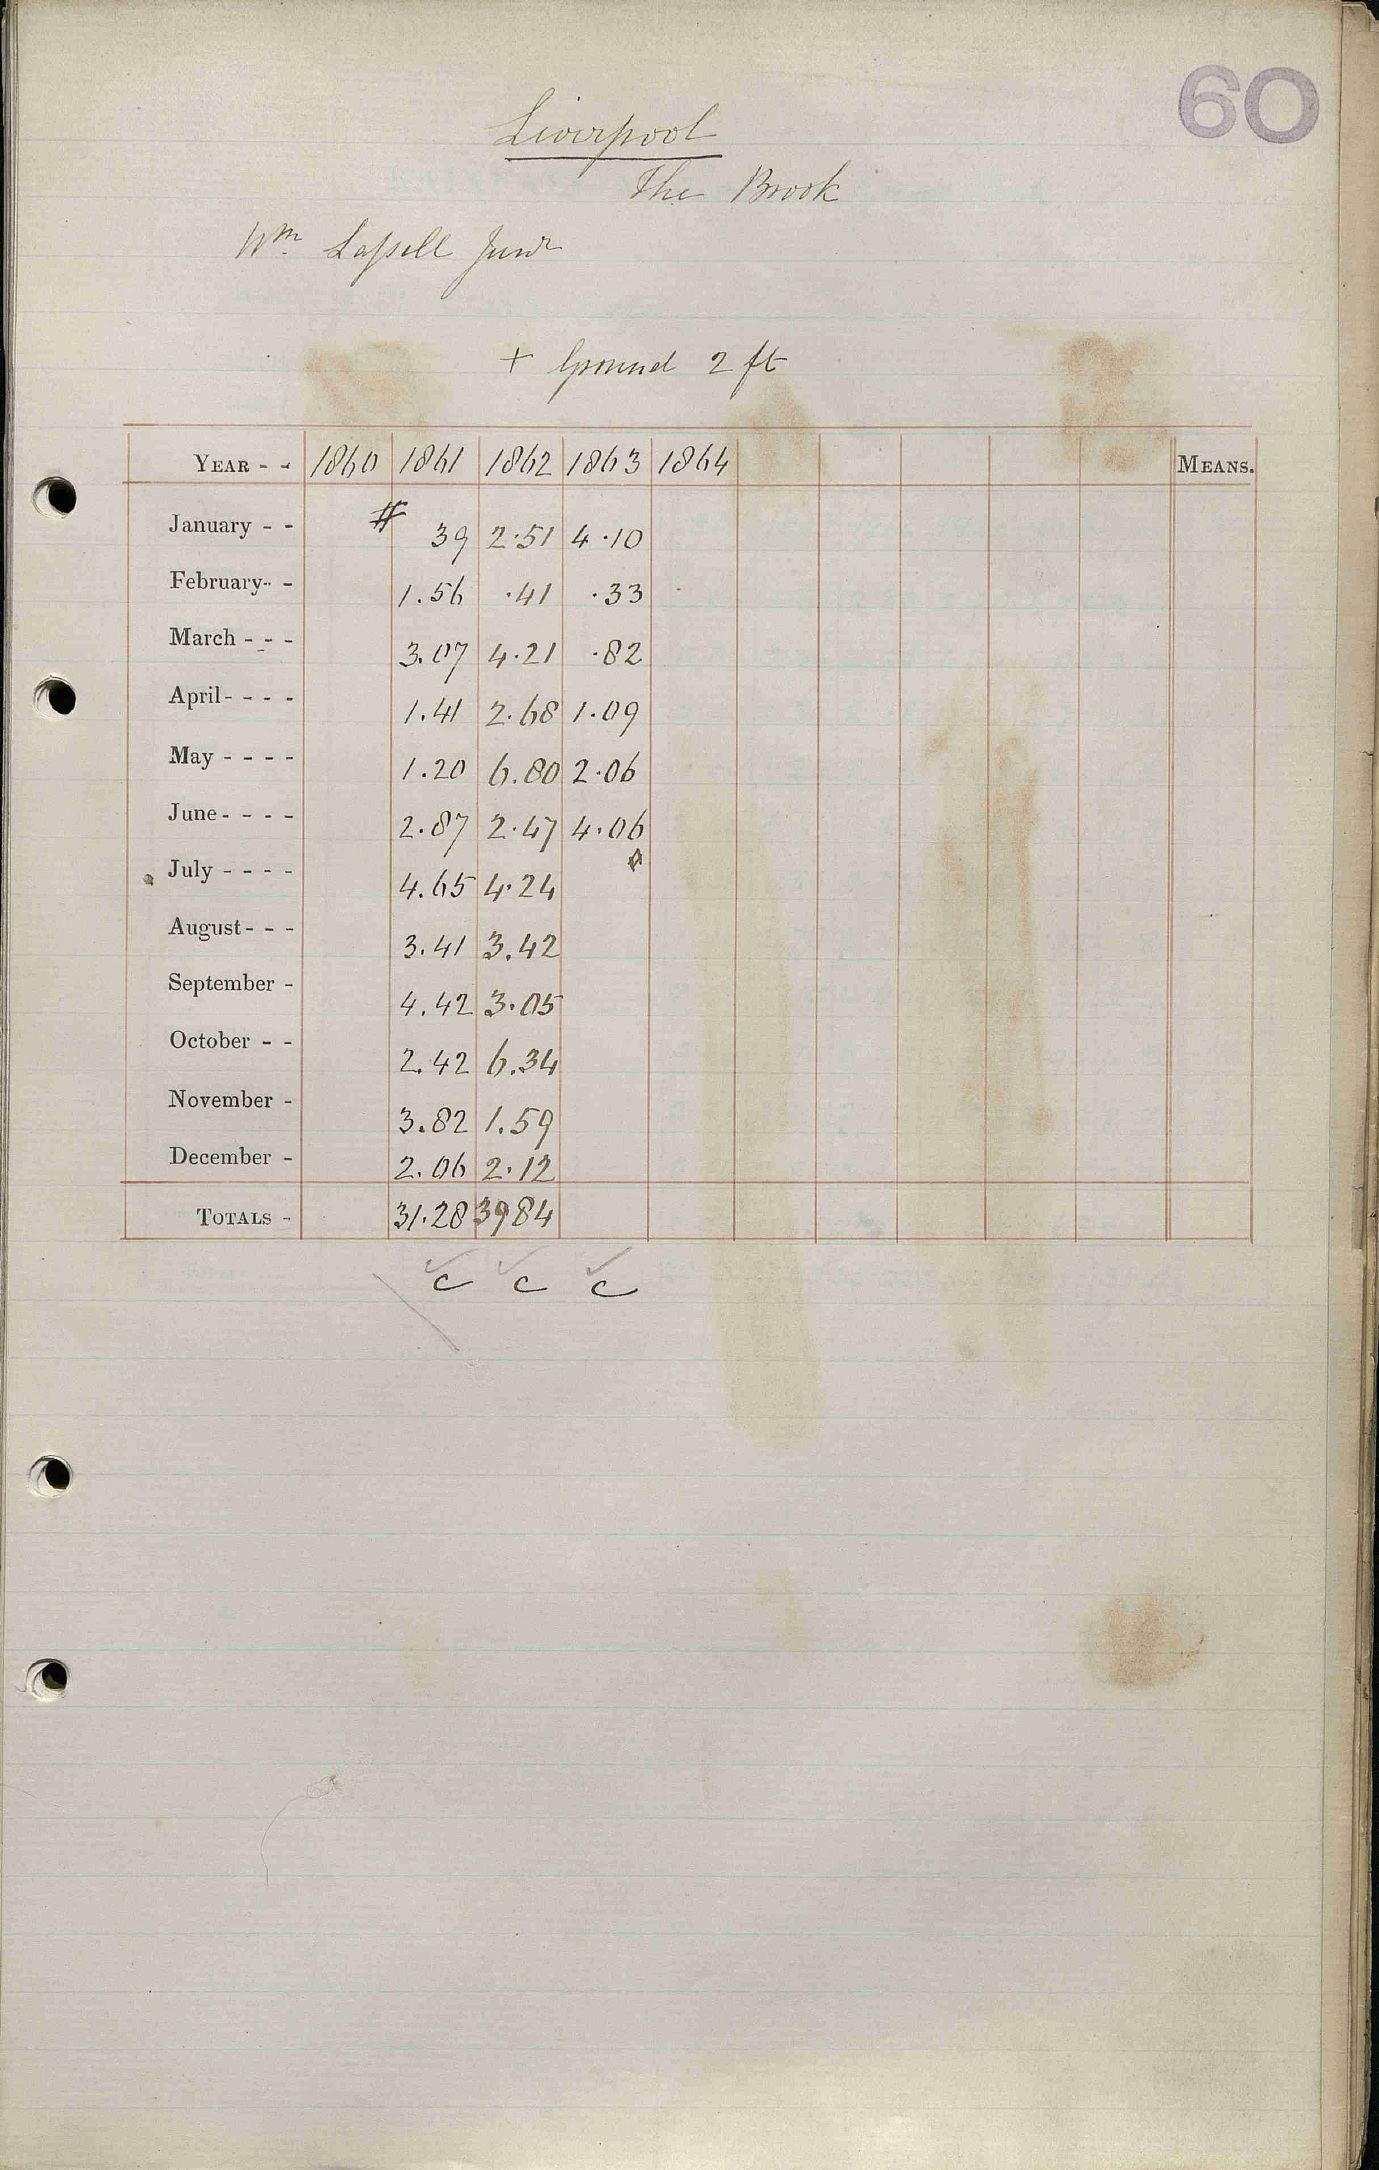 60
Liverpool
The Brook
Wm Lassell Junr
+ Ground 2 ft
YEAR - - 1860 1861 1862 1863 1864 MEANS.
January - - # 39 2.51 4.10
February - - 1.56 .41 .33
March - - - 3.07 4.21 .82
April - - - - 1.41 2.68 1.09
May - - - - 1.20 6.80 2.06
June - - - - 2.87 2.47 4.06
July - - - - 4.65 4.24
August - - - 3.41 3.42
September - 4.42 3.05
October - - 2.42 6.34
November - 3.82 1.59
December - 2.06 2.12
TOTALS - 31.28 39.84
c c c